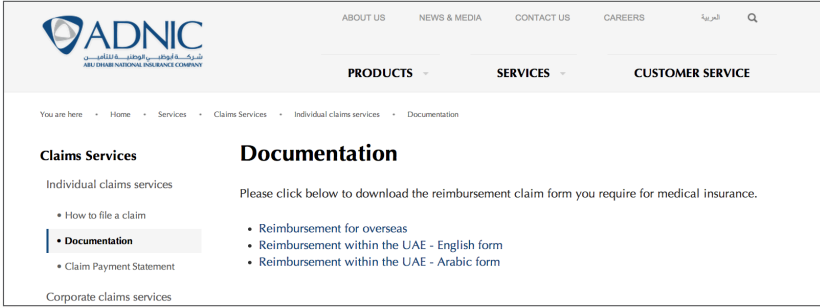 ABOUT US NEWS & MEDIA CONTACT US CAREERS العربية
ADNIC
شركة أبوظبي الوطنية للتأمين
ABU DHABI NATIONAL INSURANCE COMPANY
PRODUCTS SERVICES CUSTOMER SERVICE
You are here • Home • Services • Claims Services • Individual claims services • Documentation
Claims Services
Individual claims services
• How to file a claim
• Documentation
• Claim Payment Statement
Corporate claims services
Documentation
Please click below to download the reimbursement claim form you require for medical insurance.
• Reimbursement for overseas
• Reimbursement within the UAE - English form
• Reimbursement within the UAE - Arabic form